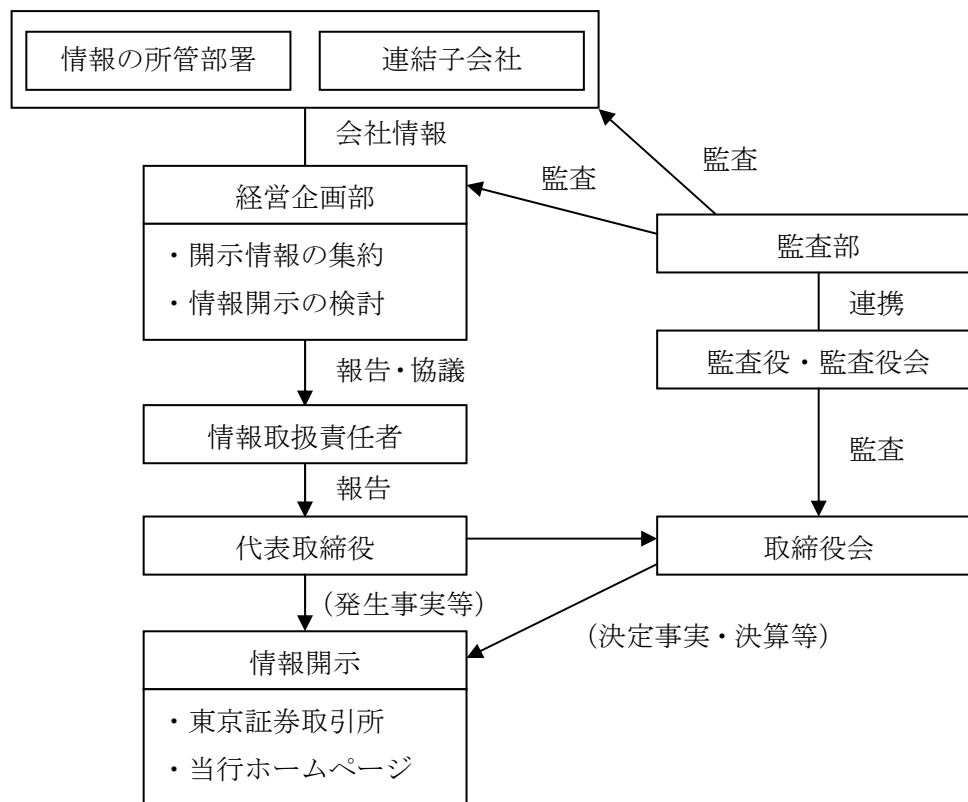 情報の所管部署
連結子会社
会社情報
監査
監査
経営企画部
・開示情報の集約
・情報開示の検討
監査部
連携
監査役・監査役会
報告・協議
情報取扱責任者
監査
報告
代表取締役
取締役会
(発生事実等)
(決定事実・決算等)
情報開示
・東京証券取引所
・当行ホームページ